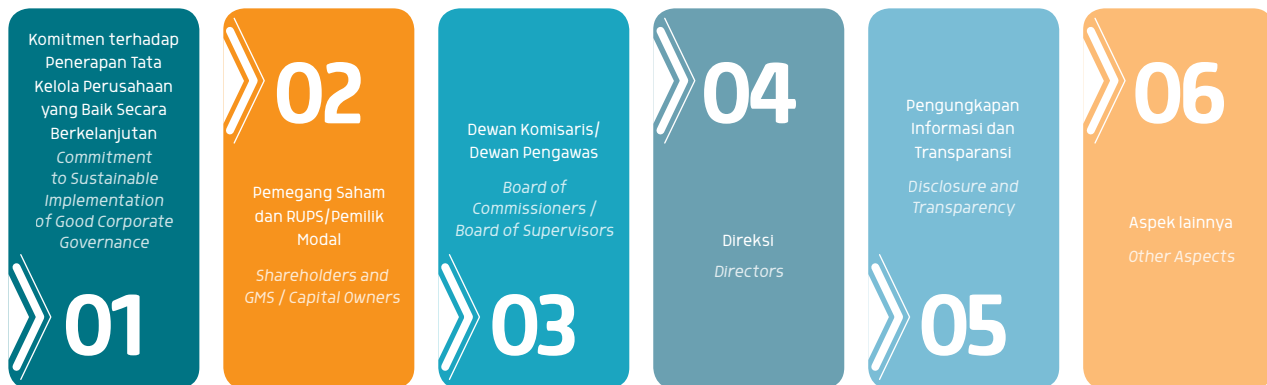 Komitmen terhadap
Penerapan Tata
Kelola Perusahaan
yang Baik Secara
Berkelanjutan
Commitment
to Sustainable
Implementation
of Good Corporate
Governance
01
02
Pemegang Saham
dan RUPS/Pemilik
Modal
Shareholders and
GMS / Capital Owners
Dewan Komisaris/
Dewan Pengawas
Board of
Commissioners /
Board of Supervisors
03
04
Direksi
Directors
Pengungkapan
Informasi dan
Transparansi
Disclosure and
Transparency
05
06
Aspek lainnya
Other Aspects